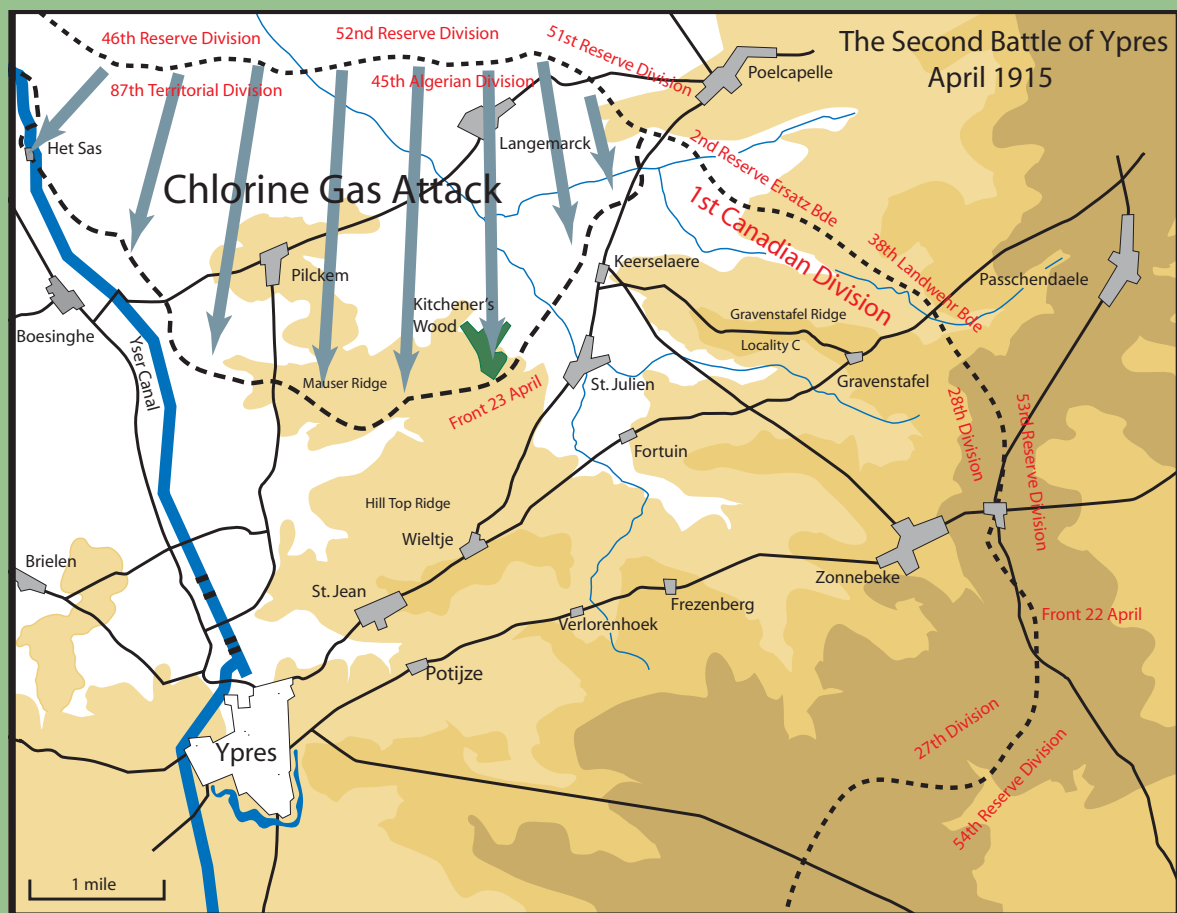 The Second Battle of Ypres
April 1915
46th Reserve Division
52nd Reserve Division
51st Reserve Division
87th Territorial Division
45th Algerian Division
Poelcapelle
Het Sas
Langemarck
Chlorine Gas Attack
2nd Reserve Ersatz Bde
1st Canadian Division
38th Landwehr Bde
Pilckem
Keerselaere
Passchendaele
Boesinghe
Kitchener's
Wood
Gravenstafel Ridge
Locality C
Yser Canal
Mauser Ridge
Front 23 April
St. Julien
Gravenstafel
28th Division
53rd Reserve Division
Fortuin
Hill Top Ridge
Wieltje
Brielen
St. Jean
Zonnebeke
Frezenberg
Verlorenhoek
Front 22 April
Potijze
27th Division
54th Reserve Division
Ypres
1 mile